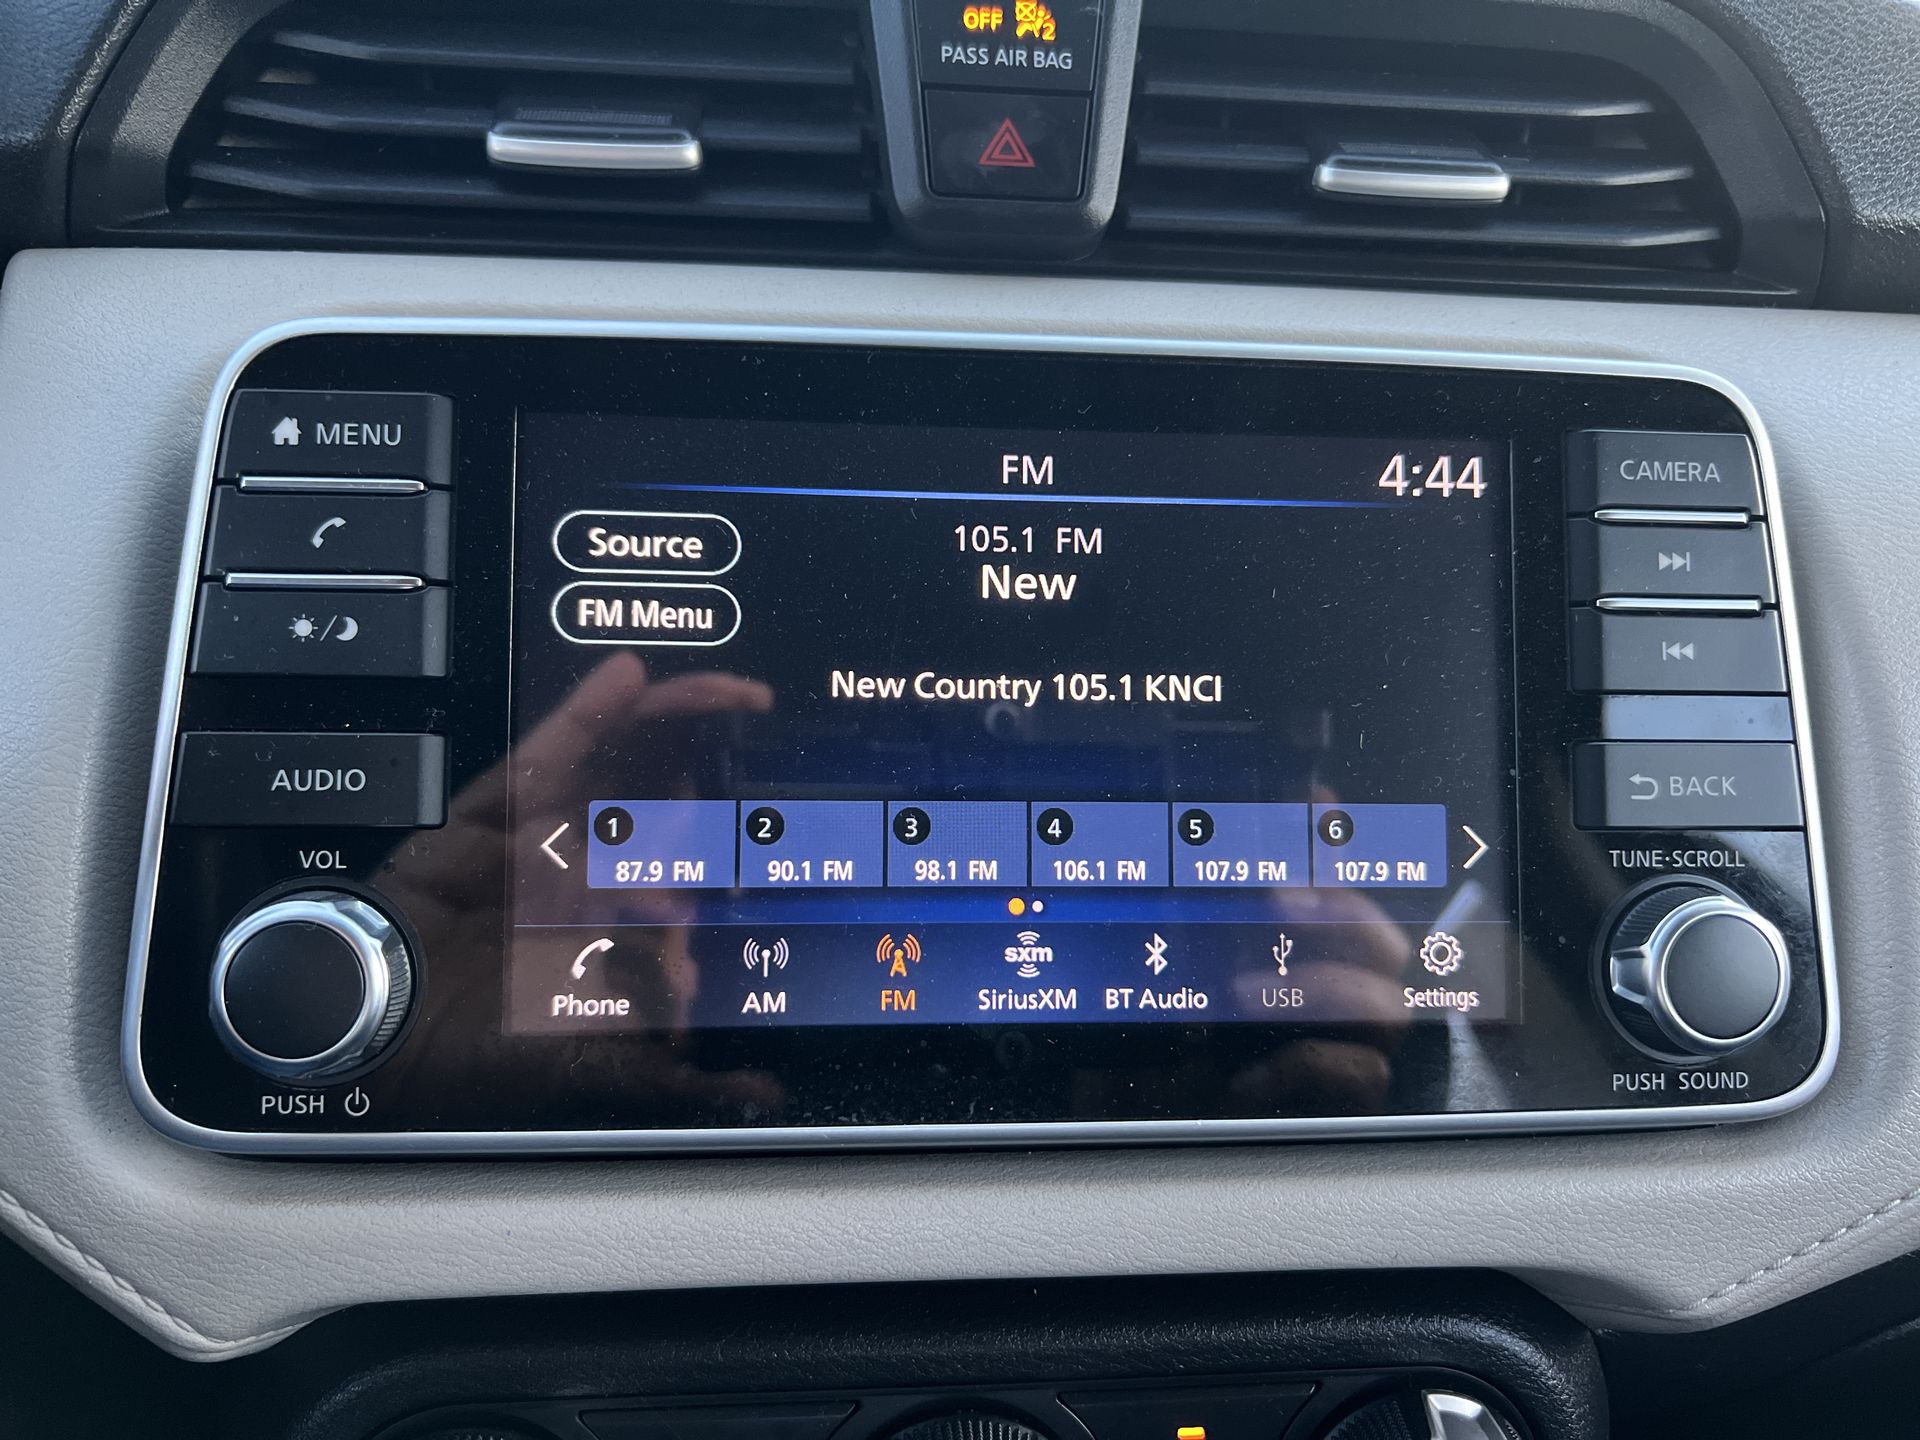 OFF 2
PASS AIR BAG
MENU
AUDIO
VOL
PUSH
FM
4:44
Source
FM Menu
105.1 FM
New
New Country 105.1 KNCI
1
87.9 FM
2
90.1 FM
3
98.1 FM
4
106.1 FM
5
107.9 FM
6
107.9 FM
Phone
AM
FM
sxm
SiriusXM
BT Audio
USB
Settings
CAMERA
BACK
TUNE·SCROLL
PUSH SOUND